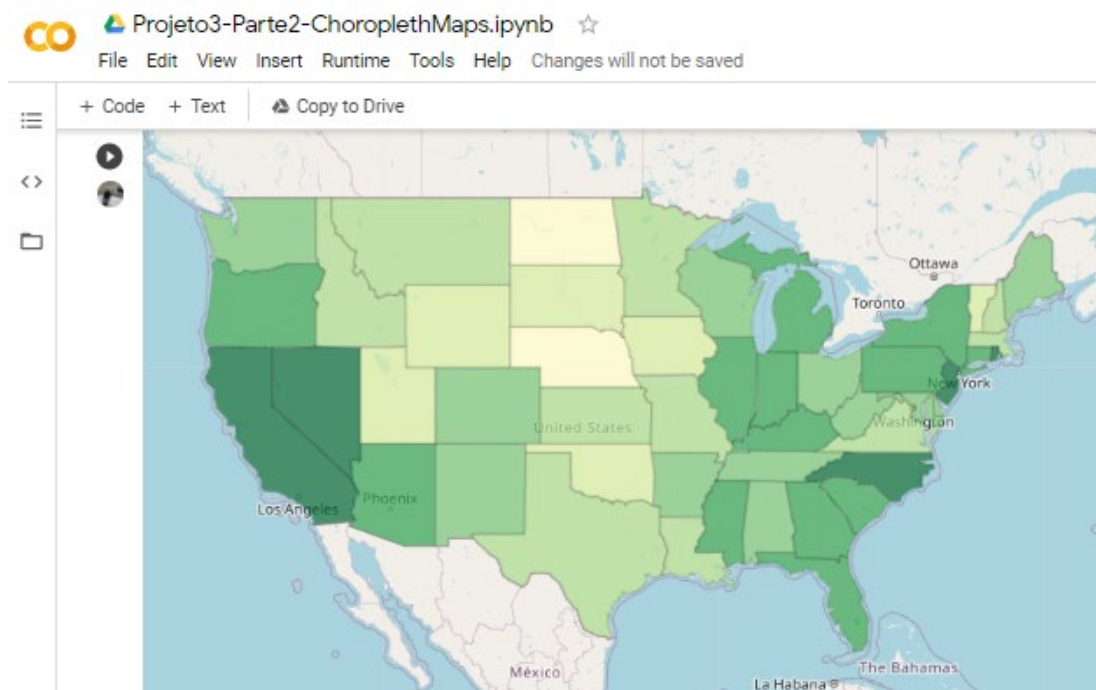 Projeto3-Parte2-ChoroplethMaps.ipynb
File Edit View Insert Runtime Tools Help Changes will not be saved
+ Code + Text Copy to Drive
Ottawa
Toronto
New York
United States
Washington
Phoenix
Los Angeles
México
The Bahamas
La Habana